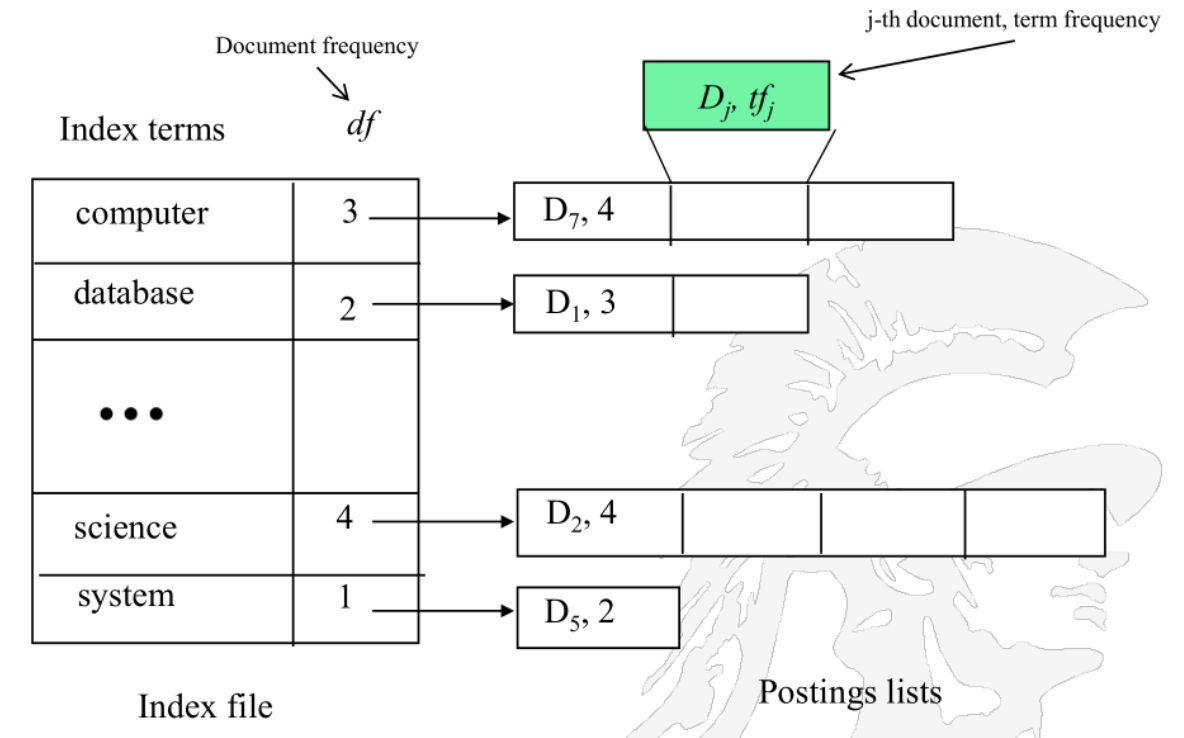 j-th document, term frequency
Document frequency
D_j, tf_j
Index terms
df
computer 3 D_7, 4
database 2 D_1, 3
•••
science 4 D_2, 4
system 1 D_5, 2
Index file
Postings lists